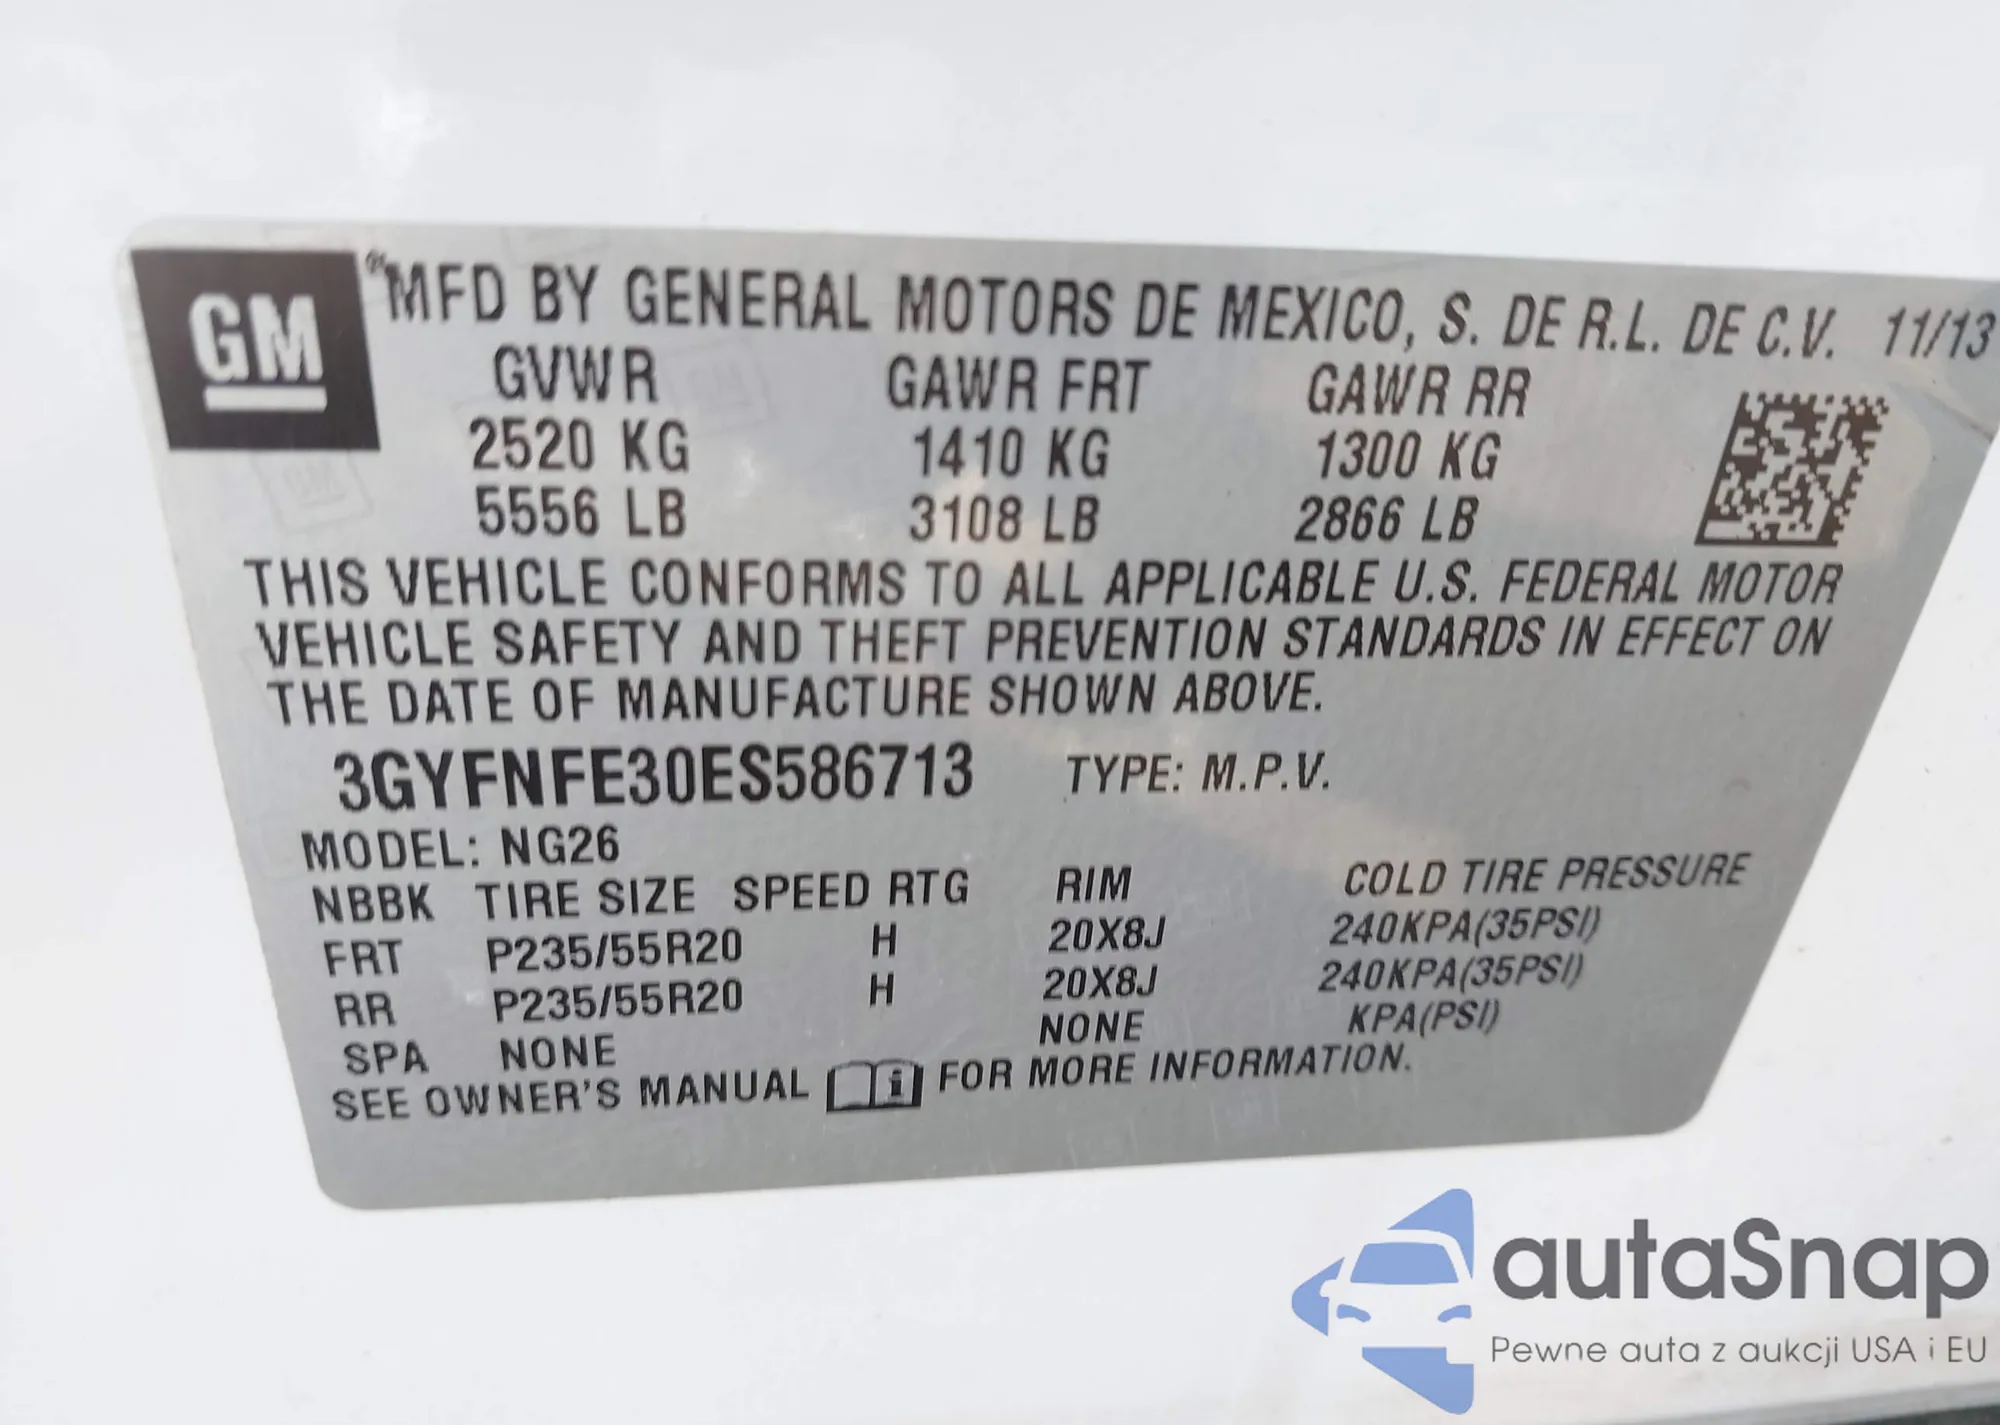 GM
MFD BY GENERAL MOTORS DE MEXICO, S. DE R.L. DE C.V. 11/13
GVWR GAWR FRT GAWR RR
2520 KG 1410 KG 1300 KG
5556 LB 3108 LB 2866 LB
THIS VEHICLE CONFORMS TO ALL APPLICABLE U.S. FEDERAL MOTOR
VEHICLE SAFETY AND THEFT PREVENTION STANDARDS IN EFFECT ON
THE DATE OF MANUFACTURE SHOWN ABOVE.
3GYFNFE30ES586713 TYPE: M.P.V.
MODEL: NG26
NBBK TIRE SIZE SPEED RTG RIM COLD TIRE PRESSURE
FRT P235/55R20 H 20X8J 240KPA(35PSI)
RR P235/55R20 H 20X8J 240KPA(35PSI)
SPA NONE NONE KPA(PSI)
SEE OWNER'S MANUAL FOR MORE INFORMATION.
autaSnap
Pewne auta z aukcji USA i EU